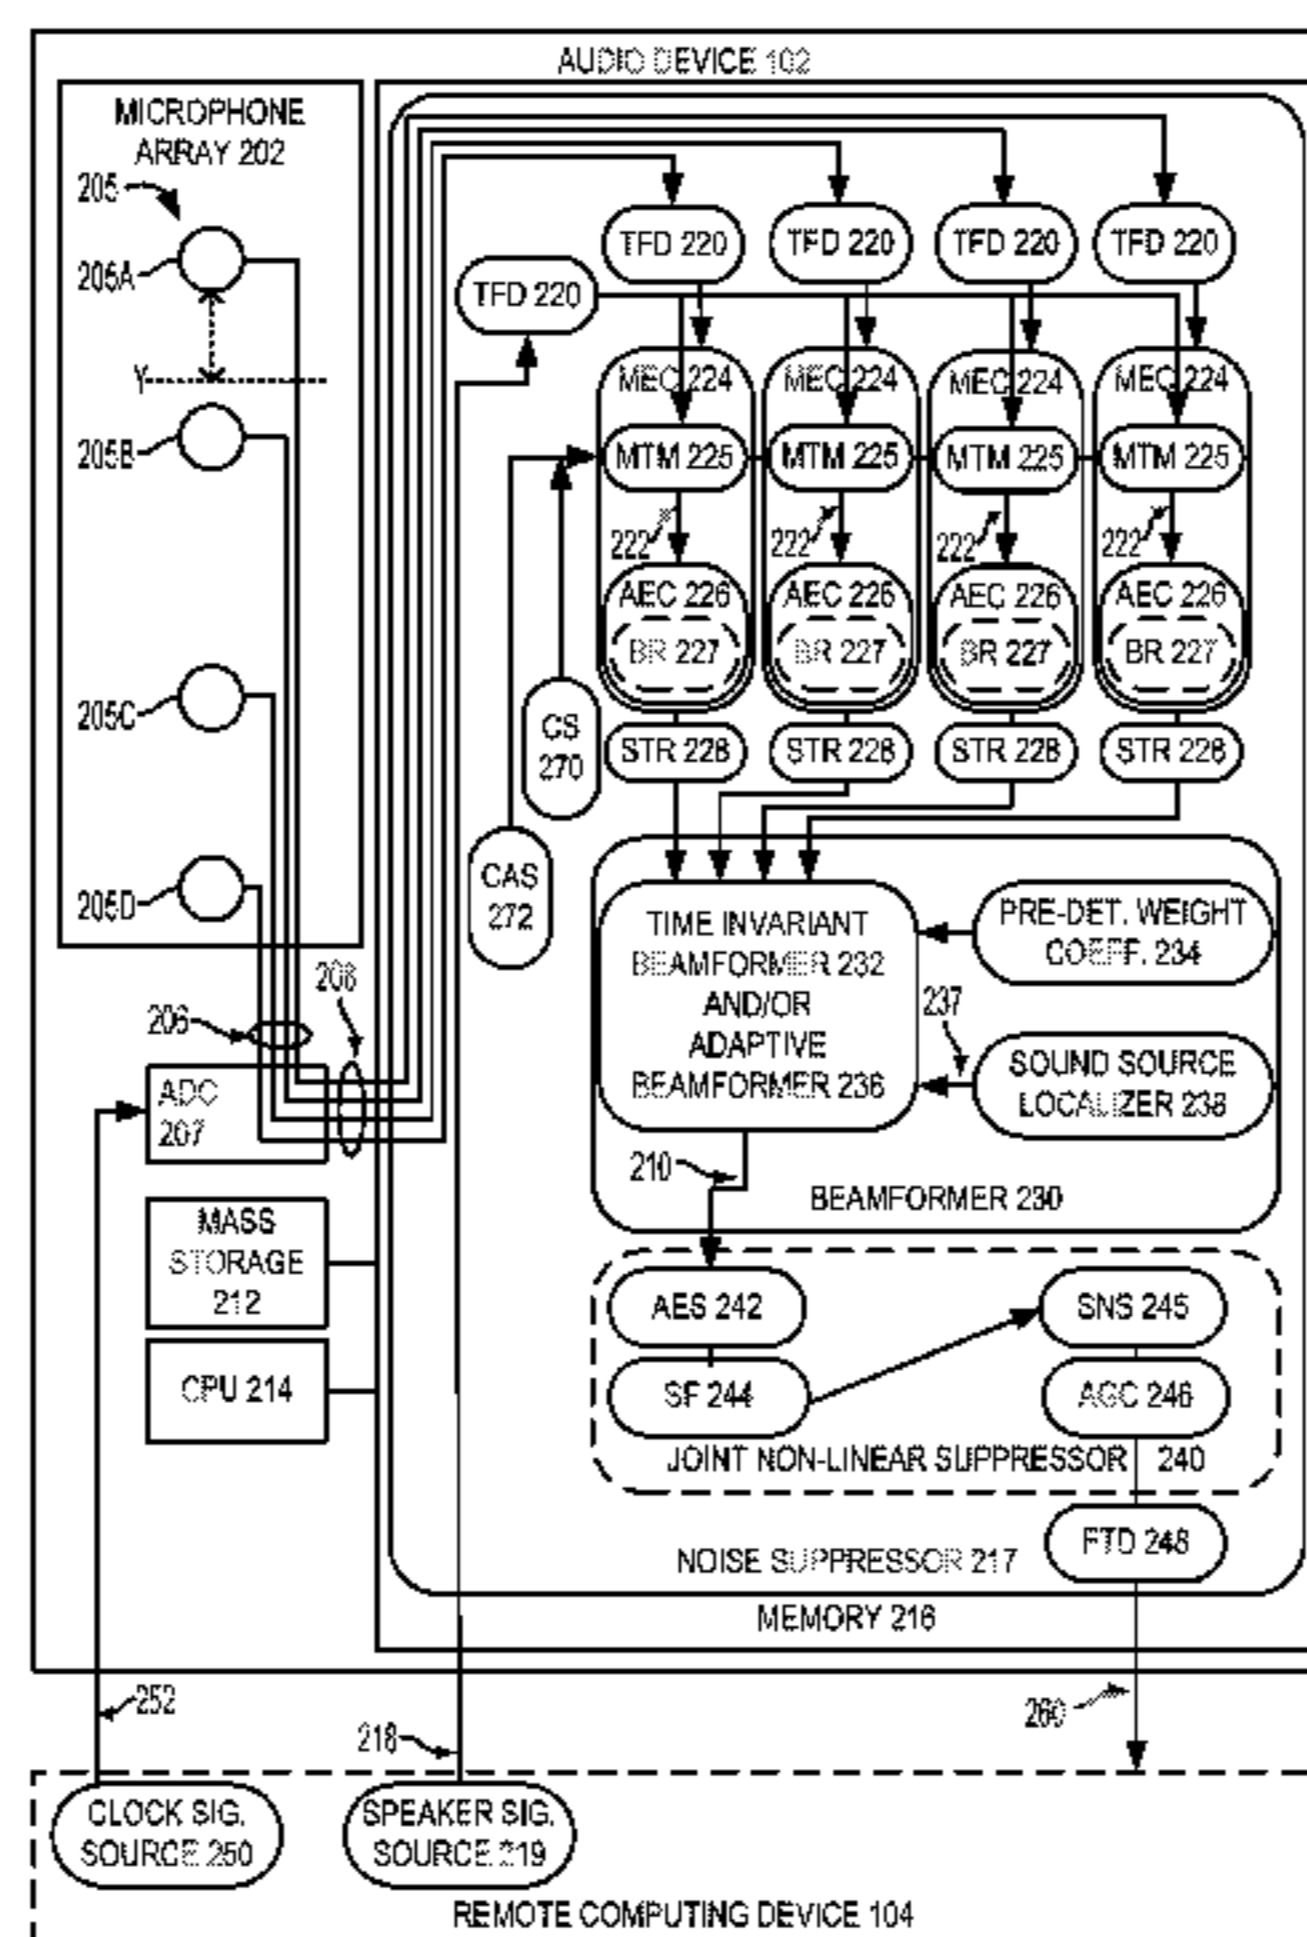 AUDIO DEVICE 102
MICROPHONE
ARRAY 202
205
205A
Y
205B
205C
205D
206
208
ADC
207
MASS
STORAGE
212
CPU 214
TFD 220
TFD 220
TFD 220
TFD 220
TFD 220
MEC 224
MEC 224
MEC 224
MEC 224
MTM 225
MTM 225
MTM 225
MTM 225
222
222
222
222
AEC 226
AEC 226
AEC 226
AEC 226
BR 227
BR 227
BR 227
BR 227
CS
270
STR 228
STR 228
STR 228
STR 228
CAS
272
TIME INVARIANT
BEAMFORMER 232
AND/OR
ADAPTIVE
BEAMFORMER 236
PRE-DET. WEIGHT
COEFF. 234
237
SOUND SOURCE
LOCALIZER 238
210
BEAMFORMER 230
AES 242
SNS 245
SF 244
AGC 246
JOINT NON-LINEAR SUPPRESSOR 240
FTD 248
NOISE SUPPRESSOR 217
MEMORY 216
252
218
260
CLOCK SIG.
SOURCE 250
SPEAKER SIG.
SOURCE 219
REMOTE COMPUTING DEVICE 104